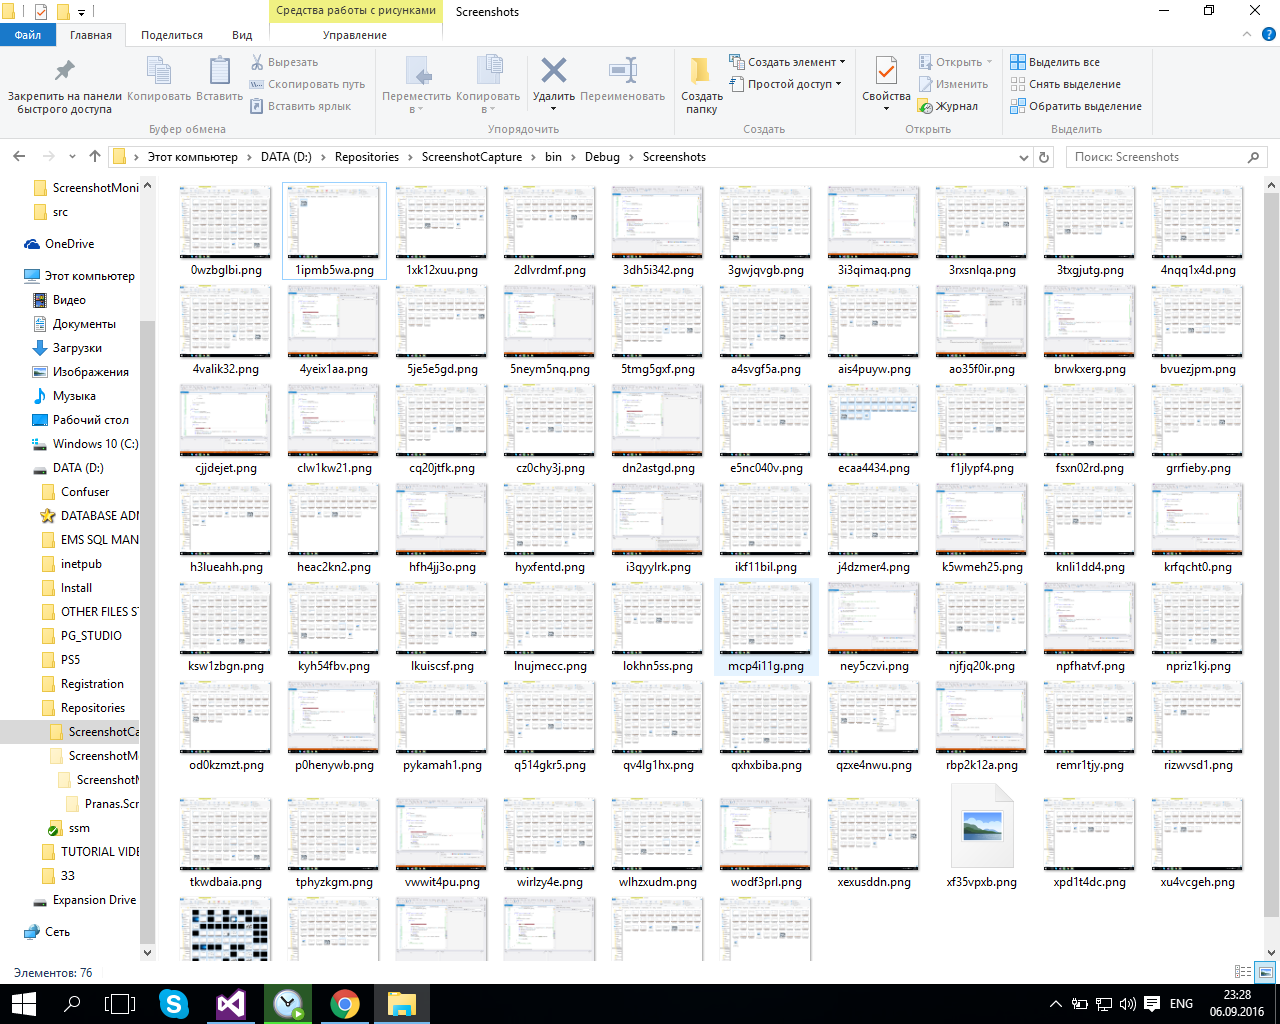 Средства работы с рисунками
Screenshots
Файл
Главная
Поделиться
Вид
Управление
Закрепить на панели быстрого доступа
Копировать
Вставить
Вырезать
Скопировать путь
Вставить ярлык
Буфер обмена
Переместить в
Копировать в
Удалить
Переименовать
Упорядочить
Создать папку
Создать элемент
Простой доступ
Создать
Свойства
Открыть
Изменить
Журнал
Открыть
Выделить все
Снять выделение
Обратить выделение
Выделить
Этот компьютер > DATA (D:) > Repositories > ScreenshotCapture > bin > Debug > Screenshots
Поиск: Screenshots
ScreenshotMoni
src
OneDrive
Этот компьютер
Видео
Документы
Загрузки
Изображения
Музыка
Рабочий стол
Windows 10 (C:)
DATA (D:)
Confuser
DATABASE ADM
EMS SQL MAN
inetpub
Install
OTHER FILES ST
PG_STUDIO
PS5
Registration
Repositories
ScreenshotCa
ScreenshotM
ScreenshotM
Pranas.Scr
ssm
TUTORIAL VIDE
33
Expansion Drive
Сеть
0wzbglbi.png 1ipmb5wa.png 1xk12xuu.png 2dlvrdmf.png 3dh5i342.png 3gwjqvgb.png 3i3qimaq.png 3rxsnlqa.png 3txgjutg.png 4nqq1x4d.png
4valik32.png 4yeix1aa.png 5je5e5gd.png 5neym5nq.png 5tmg5gxf.png a4svgf5a.png ais4puyw.png ao35f0ir.png brwkxerg.png bvuezjpm.png
cjjdejet.png clw1kw21.png cq20jtfk.png cz0chy3j.png dn2astgd.png e5nc040v.png ecaa4434.png f1jlypf4.png fsxn02rd.png grrfieby.png
h3lueahh.png heac2kn2.png hfh4jj3o.png hyxfentd.png i3qyylrk.png ikf11bil.png j4dzmer4.png k5wmeh25.png knli1dd4.png krfqcht0.png
ksw1zbgn.png kyh54fbv.png lkuiscsf.png lnujmecc.png lokhn5ss.png mcp4i11g.png ney5czvi.png njfjq20k.png npfhatvf.png npriz1kj.png
od0kzmzt.png p0henywb.png pykamah1.png q514gkr5.png qv4lg1hx.png qxhxbiba.png qzxe4nwu.png rbp2k12a.png remr1tjy.png rizwvsd1.png
tkwdbaia.png tphyzkgm.png vwwit4pu.png wirlzy4e.png wlhzxudm.png wodf3prl.png xexusddn.png xf35vpxb.png xpd1t4dc.png xu4vcgeh.png
Элементов: 76
ENG
23:28
06.09.2016